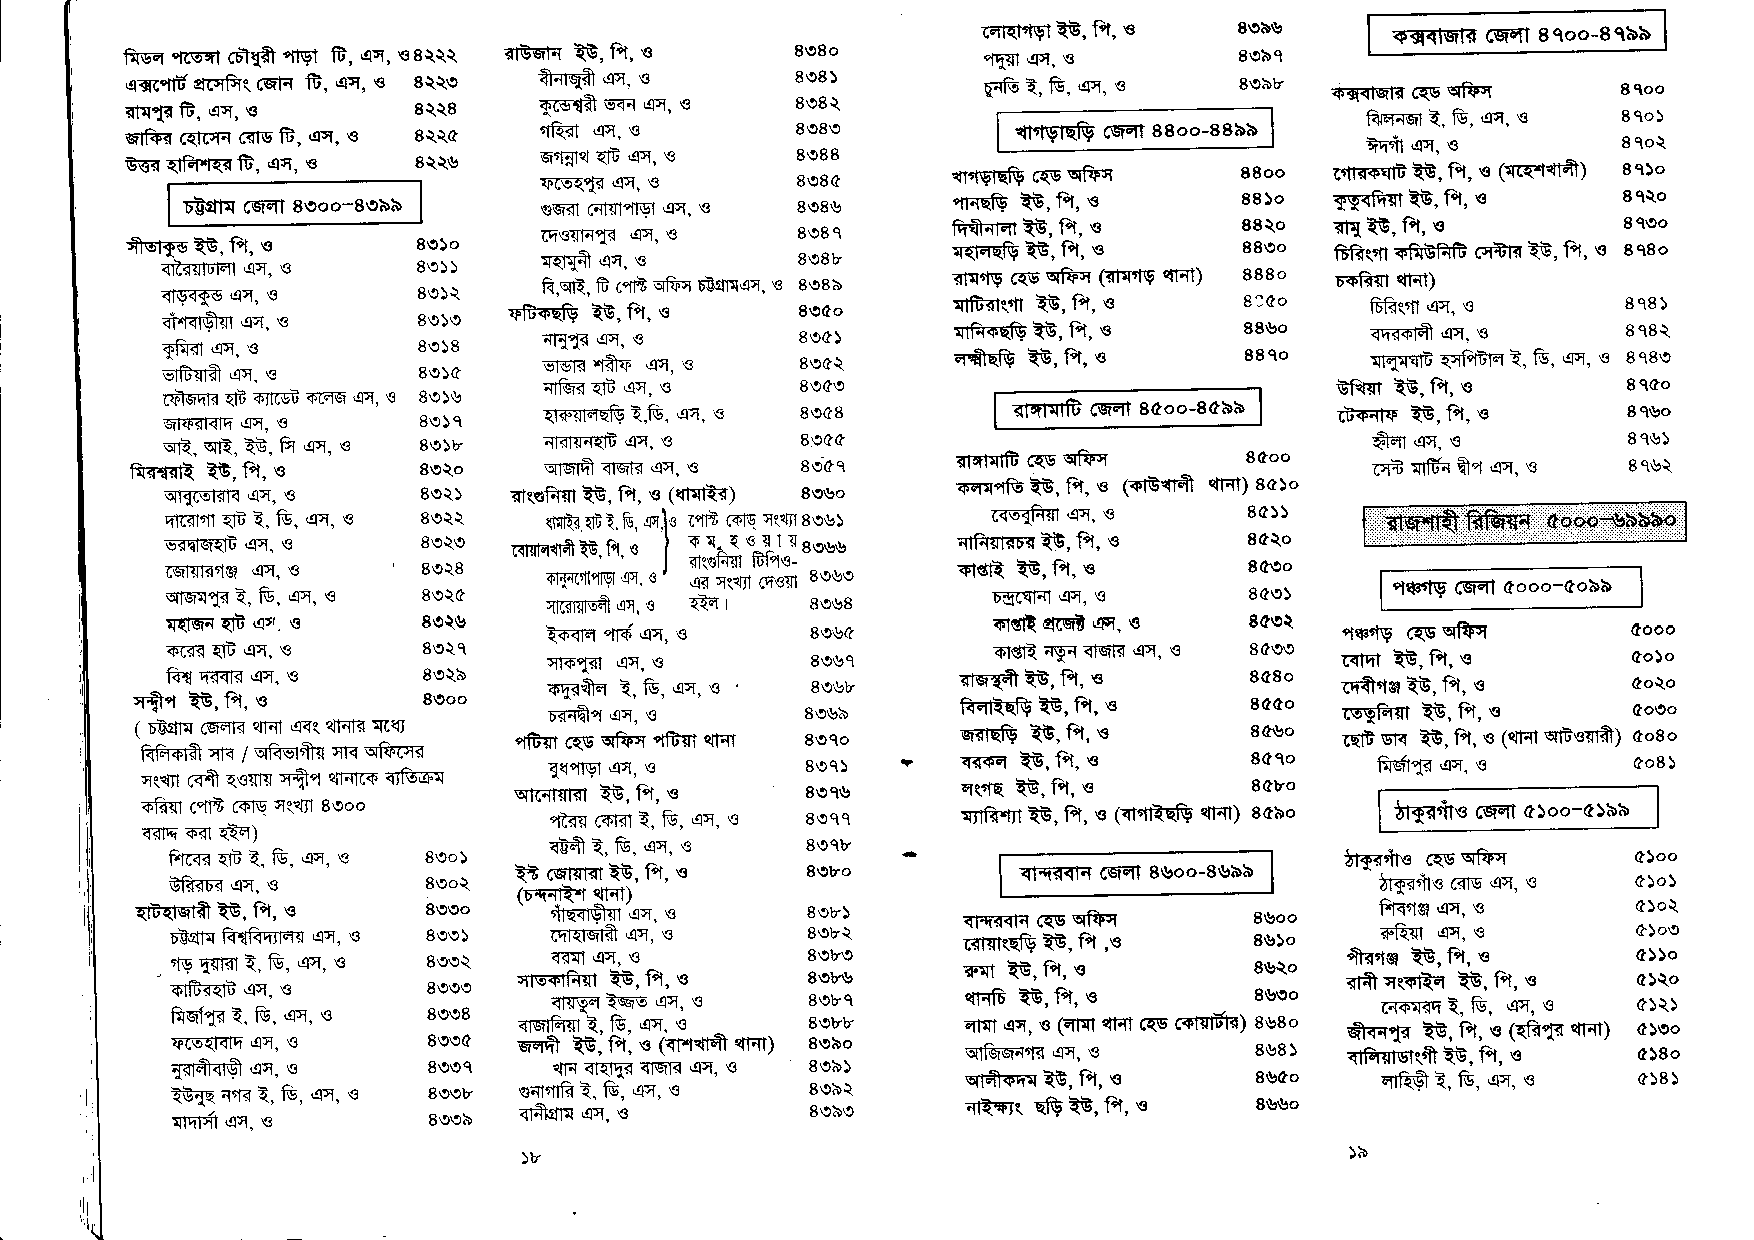 মিডল পতেঙ্গা চৌধুরী পাড়া টি, এস, ও ৪২২২
এক্সপোর্ট প্রসেসিং জোন টি, এস, ও ৪২২৩
রামপুর টি, এস, ও ৪২২৪
জাকির হোসেন রোড টি, এস, ও ৪২২৫
উত্তর হালিশহর টি, এস, ও ৪২২৬
চট্টগ্রাম জেলা ৪৩০০-৪৩৯৯
সীতাকুন্ড ইউ, পি, ও ৪৩১০
বারৈয়াঢালা এস, ও ৪৩১১
বাড়বকুন্ড এস, ও ৪৩১২
বাঁশবাড়ীয়া এস, ও ৪৩১৩
কুমিরা এস, ও ৪৩১৪
ভাটিয়ারী এস, ও ৪৩১৫
ফৌজদার হাট ক্যাডেট কলেজ এস, ও ৪৩১৬
জাফরাবাদ এস, ও ৪৩১৭
আই, আই, ইউ, সি এস, ও ৪৩১৮
মিরশ্বরাই ইউ, পি, ও ৪৩২০
আবুতোরাব এস, ও ৪৩২১
দারোগা হাট ই, ডি, এস, ও ৪৩২২
ভরদ্বাজহাট এস, ও ৪৩২৩
জোয়ারগঞ্জ এস, ও ৪৩২৪
আজমপুর ই, ডি, এস, ও ৪৩২৫
মহাজন হাট এস, ও ৪৩২৬
করের হাট এস, ও ৪৩২৭
বিশ্ব দরবার এস, ও ৪৩২৯
সন্দ্বীপ ইউ, পি, ও ৪৩০০
( চট্টগ্রাম জেলার থানা এবং থানার মধ্যে
বিলিকারী সাব / অবিভাগীয় সাব অফিসের
সংখ্যা বেশী হওয়ায় সন্দ্বীপ থানাকে ব্যতিক্রম
করিয়া পোস্ট কোড্ সংখ্যা ৪৩০০
বরাদ্দ করা হইল)
শিবের হাট ই, ডি, এস, ও ৪৩০১
উরিরচর এস, ও ৪৩০২
হাটহাজারী ইউ, পি, ও ৪৩৩০
চট্টগ্রাম বিশ্ববিদ্যালয় এস, ও ৪৩৩১
গড় দুয়ারা ই, ডি, এস, ও ৪৩৩২
কাটিরহাট এস, ও ৪৩৩৩
মির্জাপুর ই, ডি, এস, ও ৪৩৩৪
ফতেহাবাদ এস, ও ৪৩৩৫
নুরালীবাড়ী এস, ও ৪৩৩৭
ইউনুছ নগর ই, ডি, এস, ও ৪৩৩৮
মাদার্সা এস, ও ৪৩৩৯
রাউজান ইউ, পি, ও ৪৩৪০
বীনাজুরী এস, ও ৪৩৪১
কুন্ডেশ্বরী ভবন এস, ও ৪৩৪২
গহিরা এস, ও ৪৩৪৩
জগন্নাথ হাট এস, ও ৪৩৪৪
ফতেহপুর এস, ও ৪৩৪৫
গুজরা নোয়াপাড়া এস, ও ৪৩৪৬
দেওয়ানপুর এস, ও ৪৩৪৭
মহামুনী এস, ও ৪৩৪৮
বি,আই, টি পোস্ট অফিস চট্টগ্রামএস, ও ৪৩৪৯
ফটিকছড়ি ইউ, পি, ও ৪৩৫০
নানুপুর এস, ও ৪৩৫১
ভান্ডার শরীফ এস, ও ৪৩৫২
নাজির হাট এস, ও ৪৩৫৩
হারুয়ালছড়ি ই,ডি, এস, ও ৪৩৫৪
নারায়নহাট এস, ও ৪৩৫৫
আজাদী বাজার এস, ও ৪৩৫৭
রাংগুনিয়া ইউ, পি, ও (ধামাইর) ৪৩৬০
ধামাইর হাট ই, ডি, এস, ও পোস্ট কোড্ সংখ্যা ৪৩৬১
বোয়ালখালী ইউ, পি, ও কম, হওয়ায় ৪৩৬৬
রাংগুনিয়া টিপিও-
কানুনগোপাড়া এস, ও এর সংখ্যা দেওয়া ৪৩৬৩
সারোয়াতলী এস, ও হইল। ৪৩৬৪
ইকবাল পার্ক এস, ও ৪৩৬৫
সাকপুরা এস, ও ৪৩৬৭
কদুরখীল ই, ডি, এস, ও ৪৩৬৮
চরনদ্বীপ এস, ও ৪৩৬৯
পটিয়া হেড অফিস পটিয়া থানা ৪৩৭০
বুধপাড়া এস, ও ৪৩৭১
আনোয়ারা ইউ, পি, ও ৪৩৭৬
পরৈয় কোরা ই, ডি, এস, ও ৪৩৭৭
বট্টলী ই, ডি, এস, ও ৪৩৭৮
ইস্ট জোয়ারা ইউ, পি, ও ৪৩৮০
(চন্দনাইশ থানা)
গাঁছবাড়ীয়া এস, ও ৪৩৮১
দোহাজারী এস, ও ৪৩৮২
বরমা এস, ও ৪৩৮৩
সাতকানিয়া ইউ, পি, ও ৪৩৮৬
বায়তুল ইজ্জত এস, ও ৪৩৮৭
বাজালিয়া ই, ডি, এস, ও ৪৩৮৮
জলদী ইউ, পি, ও (বাশখালী থানা) ৪৩৯০
খান বাহাদুর বাজার এস, ও ৪৩৯১
গুনাগারি ই, ডি, এস, ও ৪৩৯২
বানীগ্রাম এস, ও ৪৩৯৩
১৮
লোহাগড়া ইউ, পি, ও ৪৩৯৬
পদুয়া এস, ও ৪৩৯৭
চুনতি ই, ডি, এস, ও ৪৩৯৮
খাগড়াছড়ি জেলা ৪৪০০-৪৪৯৯
খাগড়াছড়ি হেড অফিস ৪৪০০
পানছড়ি ইউ, পি, ও ৪৪১০
দিঘীনালা ইউ, পি, ও ৪৪২০
মহালছড়ি ইউ, পি, ও ৪৪৩০
রামগড় হেড অফিস (রামগড় থানা) ৪৪৪০
মাটিরাংগা ইউ, পি, ও
মানিকছড়ি ইউ, পি, ও ৪৪৬০
লক্ষ্মীছড়ি ইউ, পি, ও ৪৪৭০
রাঙ্গামাটি জেলা ৪৫০০-৪৫৯৯
রাঙ্গামাটি হেড অফিস ৪৫০০
কলমপতি ইউ, পি, ও (কাউখালী থানা) ৪৫১০
বেতবুনিয়া এস, ও ৪৫১১
নানিয়ারচর ইউ, পি, ও ৪৫২০
কাপ্তাই ইউ, পি, ও ৪৫৩০
চন্দ্রঘোনা এস, ও ৪৫৩১
কাপ্তাই প্রজেক্ট এস, ও ৪৫৩২
কাপ্তাই নতুন বাজার এস, ও ৪৫৩৩
রাজস্থলী ইউ, পি, ও ৪৫৪০
বিলাইছড়ি ইউ, পি, ও ৪৫৫০
জরাছড়ি ইউ, পি, ও ৪৫৬০
বরকল ইউ, পি, ও ৪৫৭০
লংগছ ইউ, পি, ও ৪৫৮০
ম্যারিশ্যা ইউ, পি, ও (বাগাইছড়ি থানা) ৪৫৯০
বান্দরবান জেলা ৪৬০০-৪৬৯৯
বান্দরবান হেড অফিস ৪৬০০
রোয়াংছড়ি ইউ, পি ,ও ৪৬১০
রুমা ইউ, পি, ও ৪৬২০
থানচি ইউ, পি, ও ৪৬৩০
লামা এস, ও (লামা থানা হেড কোয়ার্টার) ৪৬৪০
আজিজনগর এস, ও ৪৬৪১
আলীকদম ইউ, পি, ও ৪৬৫০
নাইক্ষ্যং ছড়ি ইউ, পি, ও ৪৬৬০
কক্সবাজার জেলা ৪৭০০-৪৭৯৯
কক্সবাজার হেড অফিস ৪৭০০
ঝিলনজা ই, ডি, এস, ও ৪৭০১
ঈদগাঁ এস, ও ৪৭০২
গোরকঘাট ইউ, পি, ও (মহেশখালী) ৪৭১০
কুতুবদিয়া ইউ, পি, ও ৪৭২০
রামু ইউ, পি, ও ৪৭৩০
চিরিংগা কমিউনিটি সেন্টার ইউ, পি, ও ৪৭৪০
চকরিয়া থানা)
চিরিংগা এস, ও ৪৭৪১
বদরকালী এস, ও ৪৭৪২
মালুমঘাট হসপিটাল ই, ডি, এস, ও ৪৭৪৩
উখিয়া ইউ, পি, ও ৪৭৫০
টেকনাফ ইউ, পি, ও ৪৭৬০
হ্নীলা এস, ও ৪৭৬১
সেন্ট মার্টিন দ্বীপ এস, ও ৪৭৬২
রাজশাহী রিজিয়ন ৫০০০-৬৯৯৯০
পঞ্চগড় জেলা ৫০০০-৫০৯৯
পঞ্চগড় হেড অফিস ৫০০০
বোদা ইউ, পি, ও ৫০১০
দেবীগঞ্জ ইউ, পি, ও ৫০২০
তেতুলিয়া ইউ, পি, ও ৫০৩০
ছোট ডাব ইউ, পি, ও (থানা আটওয়ারী) ৫০৪০
মির্জাপুর এস, ও ৫০৪১
ঠাকুরগাঁও জেলা ৫১০০-৫১৯৯
ঠাকুরগাঁও হেড অফিস ৫১০০
ঠাকুরগাঁও রোড এস, ও ৫১০১
শিবগঞ্জ এস, ও ৫১০২
রুহিয়া এস, ও ৫১০৩
পীরগঞ্জ ইউ, পি, ও ৫১১০
রানী সংকাইল ইউ, পি, ও ৫১২০
নেকমরদ ই, ডি, এস, ও ৫১২১
জীবনপুর ইউ, পি, ও (হরিপুর থানা) ৫১৩০
বালিয়াডাংগী ইউ, পি, ও ৫১৪০
লাহিড়ী ই, ডি, এস, ও ৫১৪১
১৯